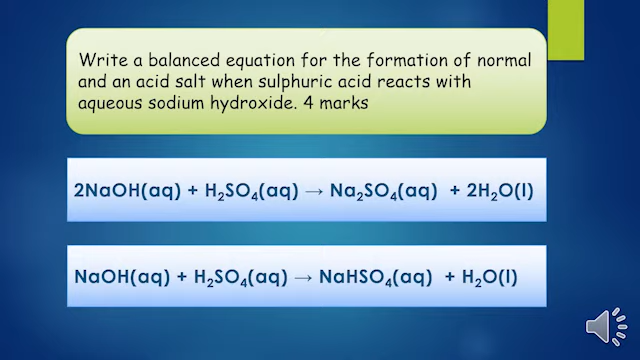 Write a balanced equation for the formation of normal
and an acid salt when sulphuric acid reacts with
aqueous sodium hydroxide. 4 marks
2NaOH(aq) + H₂SO₄(aq) → Na₂SO₄(aq) + 2H₂O(l)
NaOH(aq) + H₂SO₄(aq) → NaHSO₄(aq) + H₂O(l)